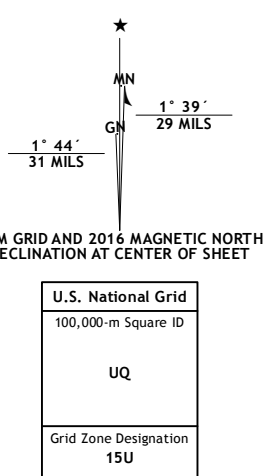 ★
MN
GN
1° 39´
29 MILS
1° 44´
31 MILS
M GRID AND 2016 MAGNETIC NORTH
ECLINATION AT CENTER OF SHEET
U.S. National Grid
100,000-m Square ID
UQ
Grid Zone Designation
15U